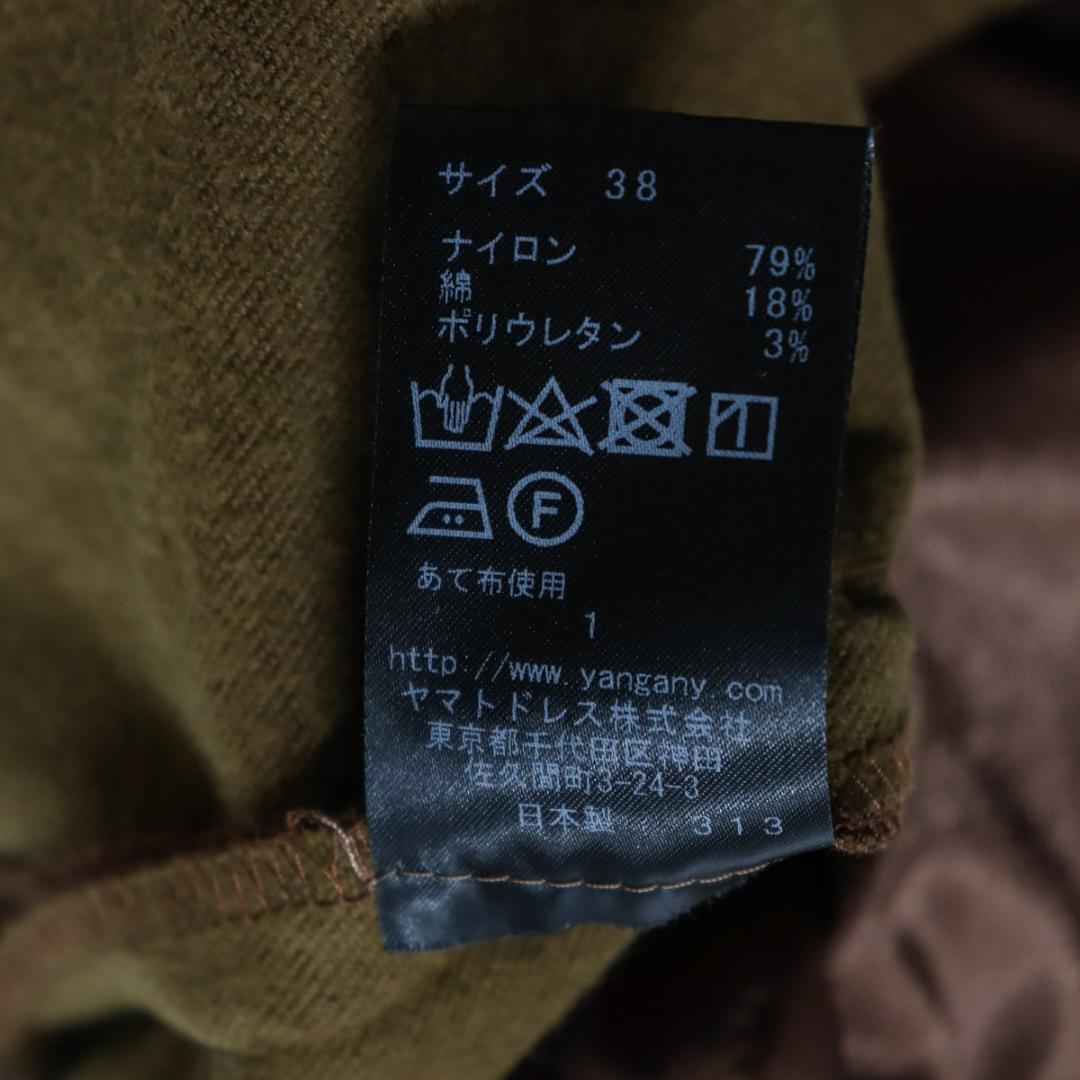 サイズ 38
ナイロン 79%
綿 18%
ポリウレタン 3%
F
あて布使用
1
http://www.yangany.com
ヤマトドレス株式会社
東京都千代田区神田
佐久間町3-24-3
日本製 313